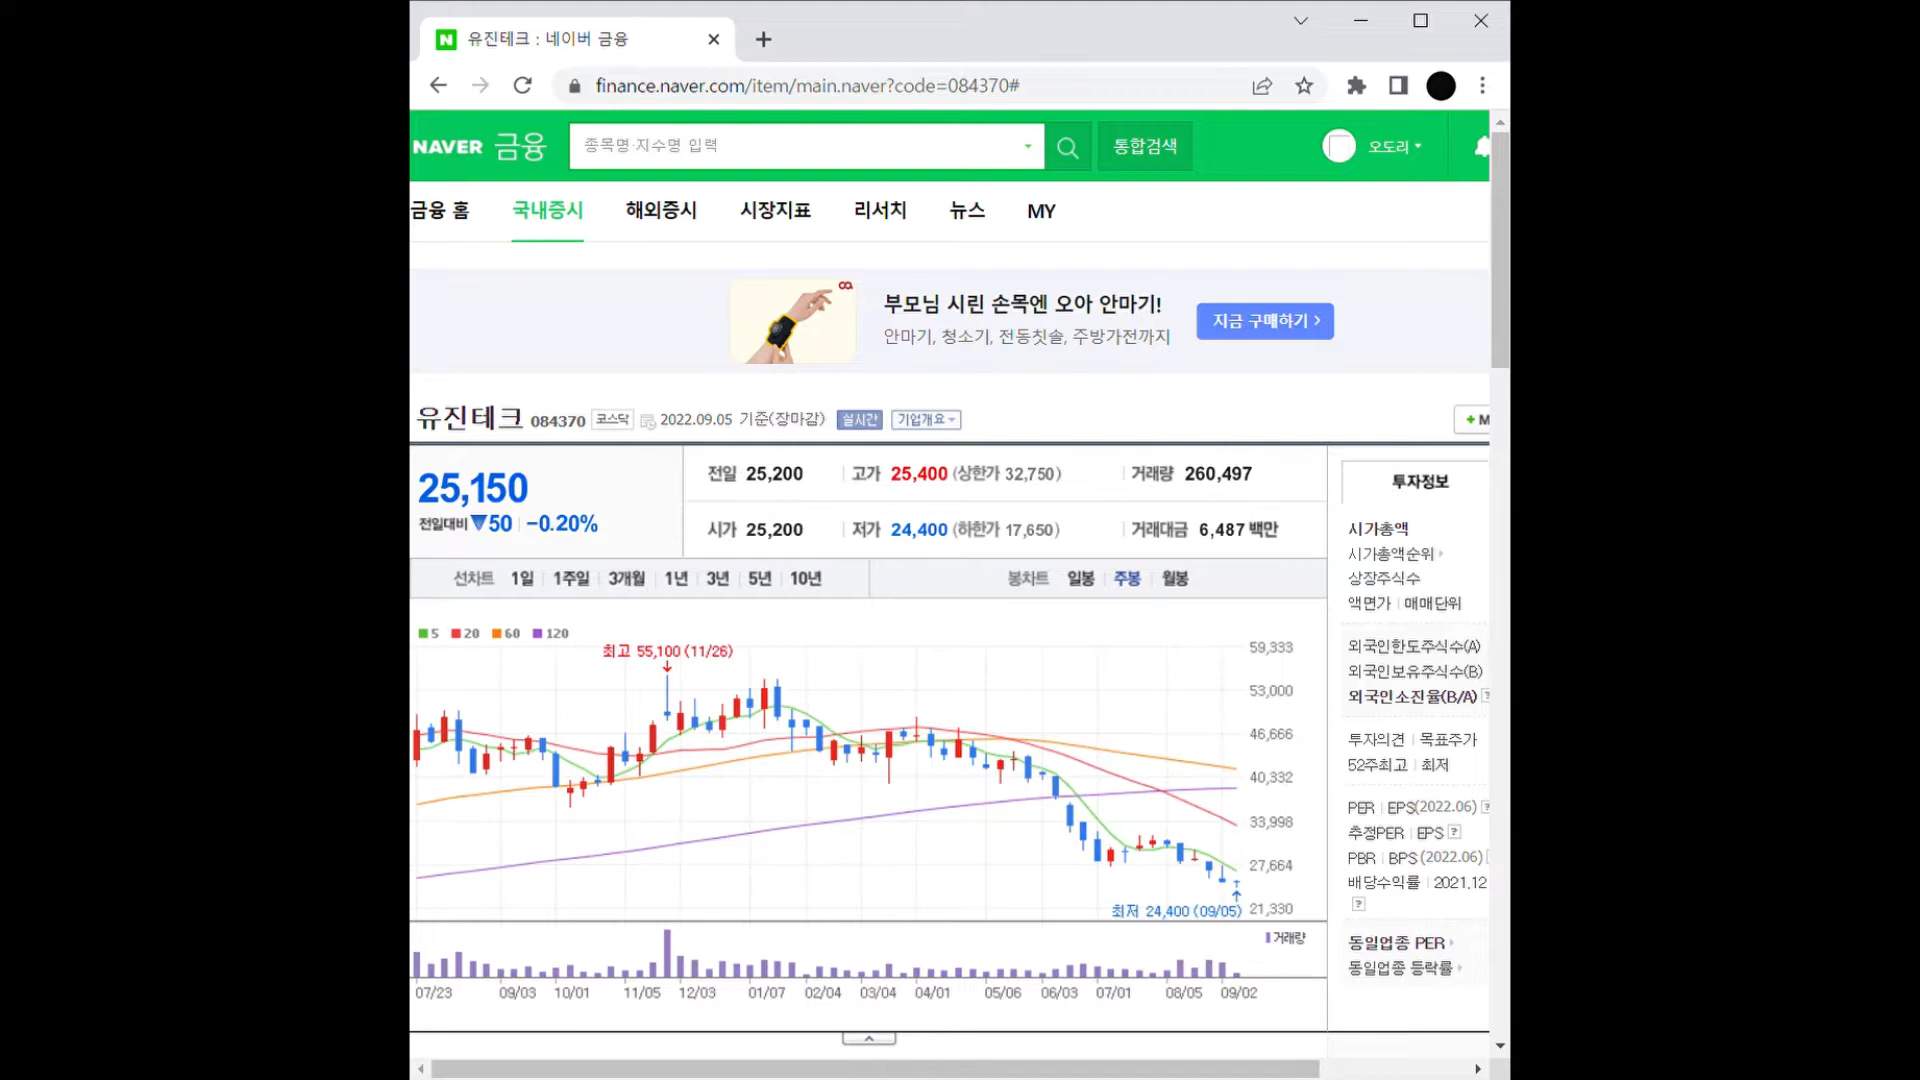 유진테크 : 네이버 금융
finance.naver.com/item/main.naver?code=084370#
NAVER 금융
종목명·지수명 입력
통합검색
오도리
금융 홈 국내증시 해외증시 시장지표 리서치 뉴스 MY
부모님 시린 손목엔 오아 안마기!
안마기, 청소기, 전동칫솔, 주방가전까지
지금 구매하기 >
유진테크 084370 코스닥 2022.09.05 기준(장마감) 실시간 기업개요
+ M
25,150
전일대비 ▼50 -0.20%
전일 25,200 고가 25,400 (상한가 32,750) 거래량 260,497
시가 25,200 저가 24,400 (하한가 17,650) 거래대금 6,487 백만
선차트 1일 1주일 3개월 1년 3년 5년 10년 봉차트 일봉 주봉 월봉
5 20 60 120
최고 55,100 (11/26)
59,333
53,000
46,666
40,332
33,998
27,664
21,330
최저 24,400 (09/05)
거래량
07/23 09/03 10/01 11/05 12/03 01/07 02/04 03/04 04/01 05/06 06/03 07/01 08/05 09/02
투자정보
시가총액
시가총액순위
상장주식수
액면가 | 매매단위
외국인한도주식수(A)
외국인보유주식수(B)
외국인소진율(B/A) ?
투자의견 | 목표주가
52주최고 | 최저
PER | EPS(2022.06) ?
추정PER | EPS ?
PBR | BPS (2022.06)
배당수익률 | 2021.12
?
동일업종 PER
동일업종 등락률